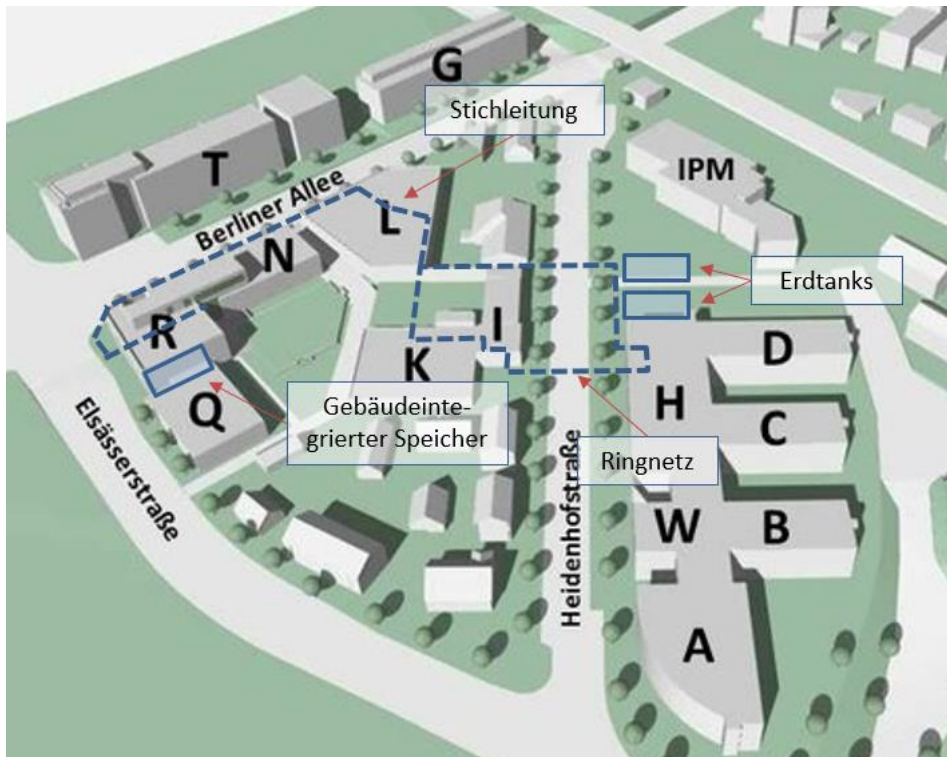 G
Stichleitung
T
IPM
Berliner Allee
L
N
Erdtanks
I
R
D
K
H
Q
Gebäudeinte-
grierter Speicher
C
Ringnetz
Elsässerstraße
Heidenhofstraße
W
B
A